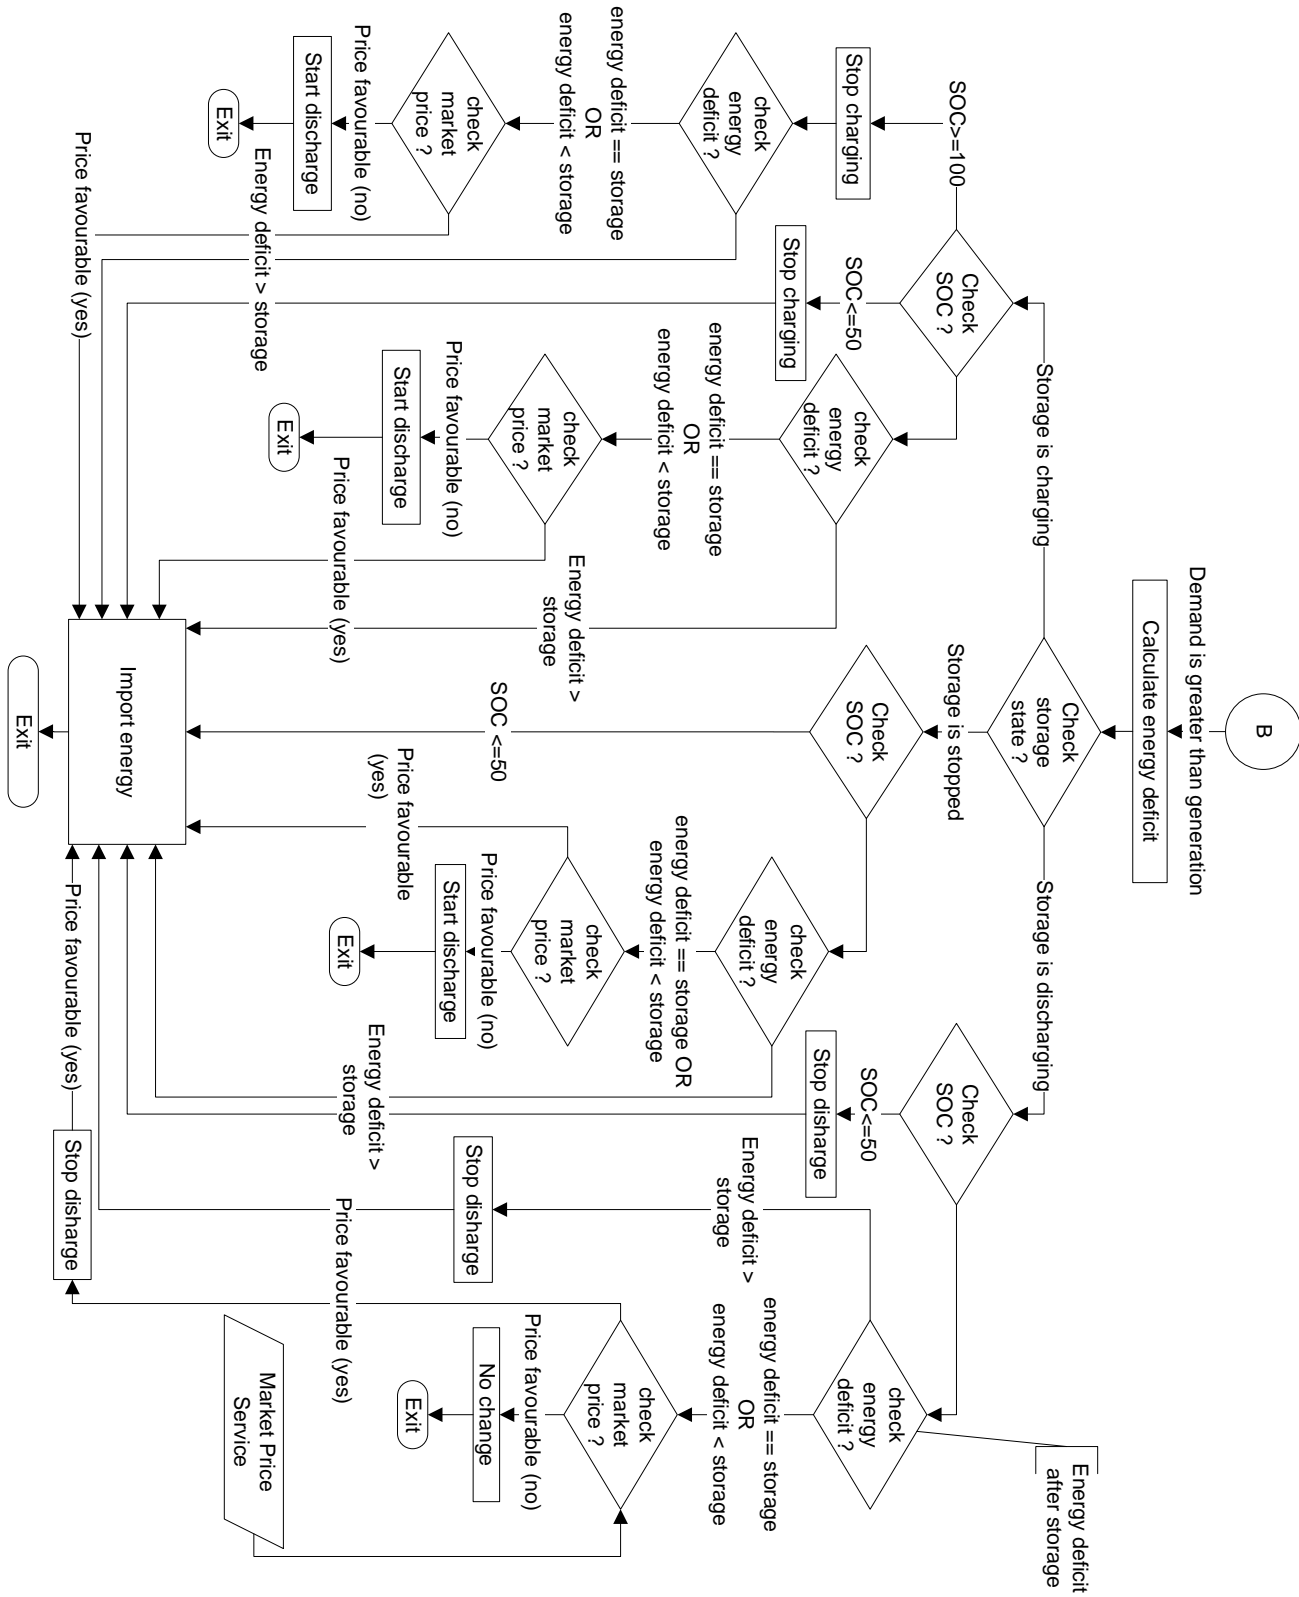 B
Demand is greater than generation
Calculate energy deficit
Check
storage
state ?
Storage is charging
Storage is stopped
Storage is discharging
Check
SOC ?
SOC>=100
Stop charging
check
energy
deficit ?
energy deficit == storage
OR
energy deficit < storage
check
market
price ?
Price favourable (no)
Start discharge
Exit
Energy deficit > storage
Price favourable (yes)
SOC<=50
Stop charging
check
energy
deficit ?
energy deficit == storage
OR
energy deficit < storage
check
market
price ?
Price favourable (no)
Start discharge
Exit
Price favourable (yes)
Energy deficit >
storage
Check
SOC ?
SOC <=50
check
energy
deficit ?
energy deficit == storage OR
energy deficit < storage
check
market
price ?
Price favourable
(yes)
Price favourable (no)
Start discharge
Exit
Energy deficit >
storage
Check
SOC ?
SOC<=50
Stop disharge
Energy deficit
after storage
check
energy
deficit ?
Energy deficit >
storage
Stop disharge
energy deficit == storage
OR
energy deficit < storage
check
market
price ?
Price favourable (no)
No change
Exit
Price favourable (yes)
Stop disharge
Price favourable (yes)
Market Price
Service
Import energy
Exit